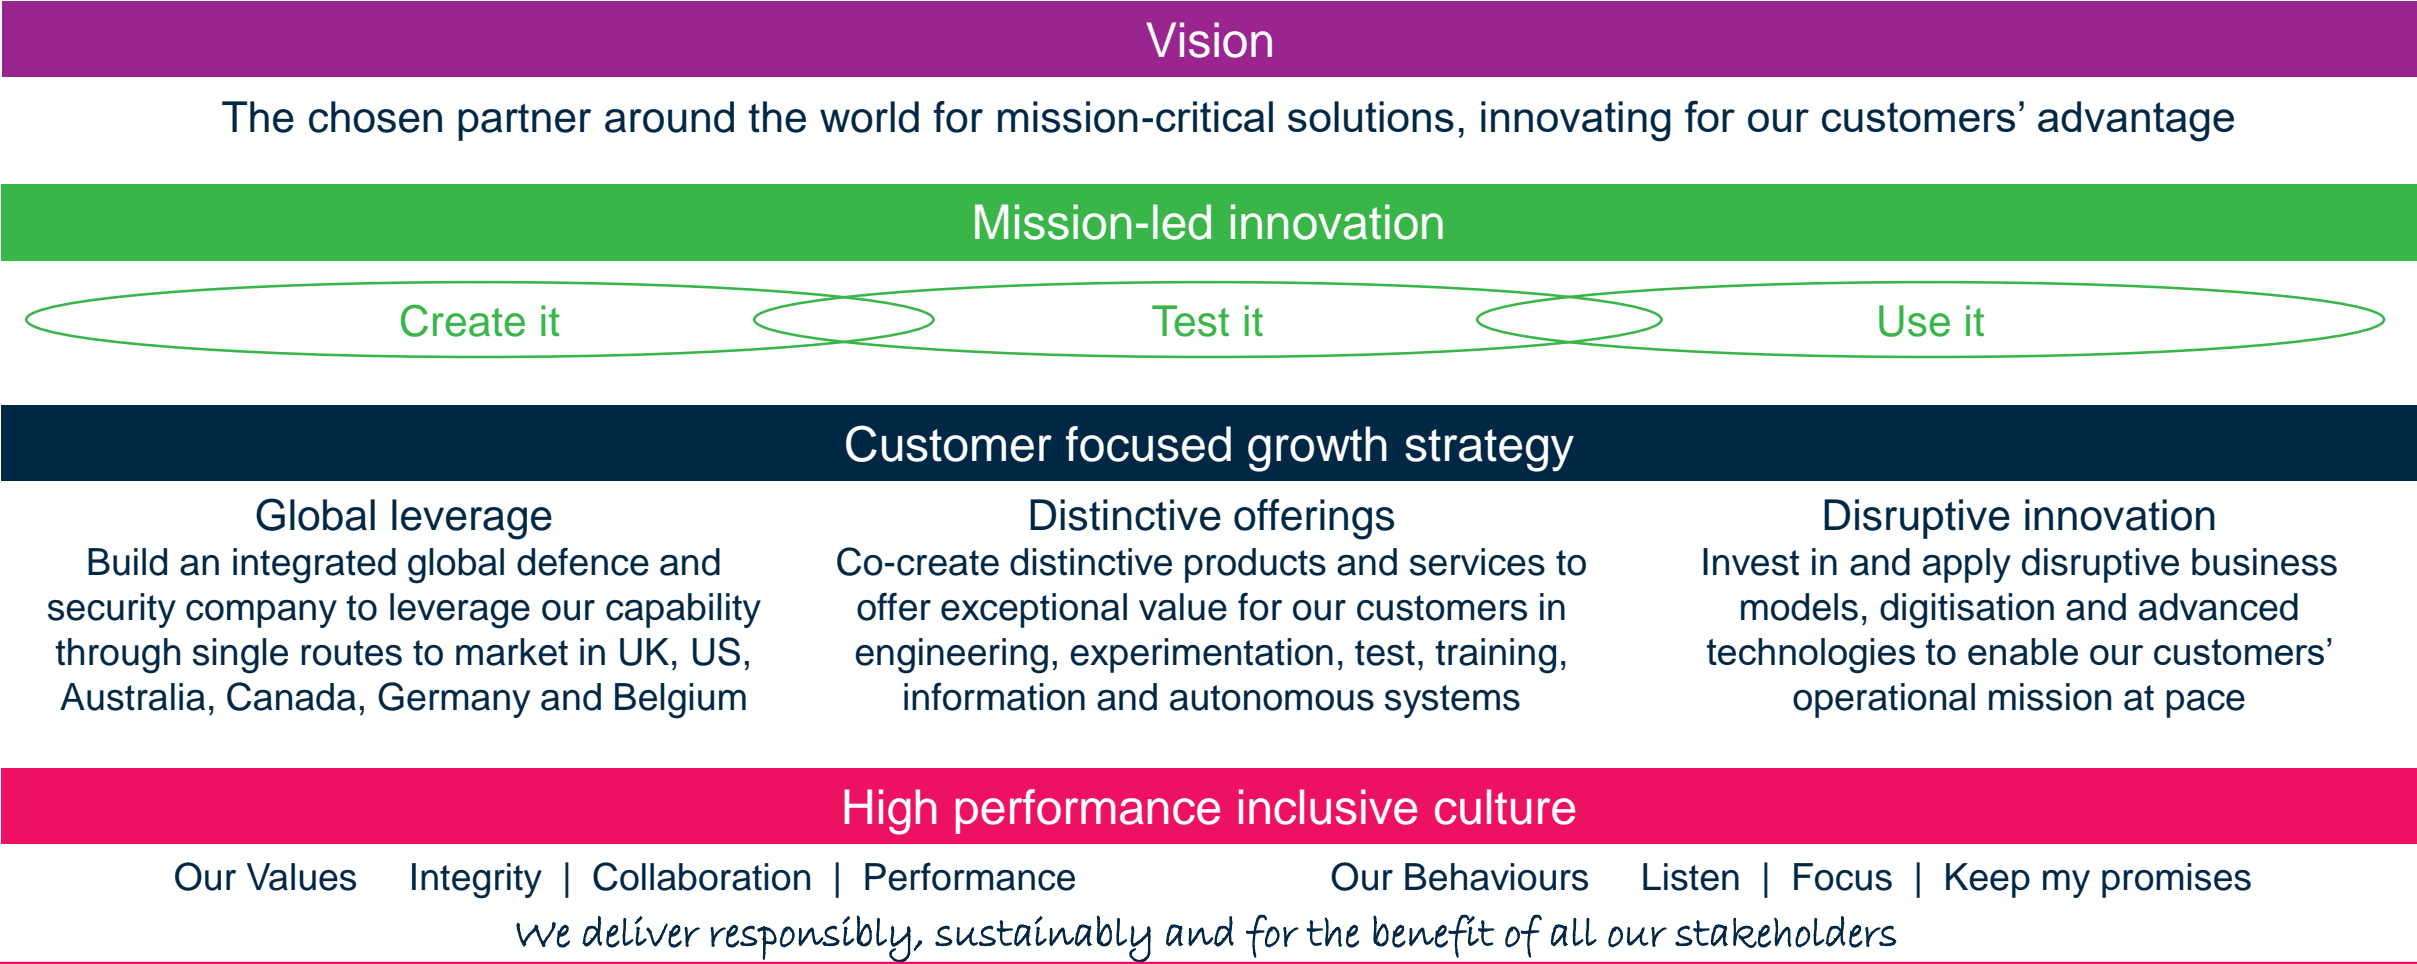 Vision
The chosen partner around the world for mission-critical solutions, innovating for our customers’ advantage
Mission-led innovation
Create it
Test it
Use it
Customer focused growth strategy
Global leverage
Build an integrated global defence and
security company to leverage our capability
through single routes to market in UK, US,
Australia, Canada, Germany and Belgium
Distinctive offerings
Co-create distinctive products and services to
offer exceptional value for our customers in
engineering, experimentation, test, training,
information and autonomous systems
Disruptive innovation
Invest in and apply disruptive business
models, digitisation and advanced
technologies to enable our customers’
operational mission at pace
High performance inclusive culture
Our Values Integrity | Collaboration | Performance
Our Behaviours Listen | Focus | Keep my promises
We deliver responsibly, sustainably and for the benefit of all our stakeholders